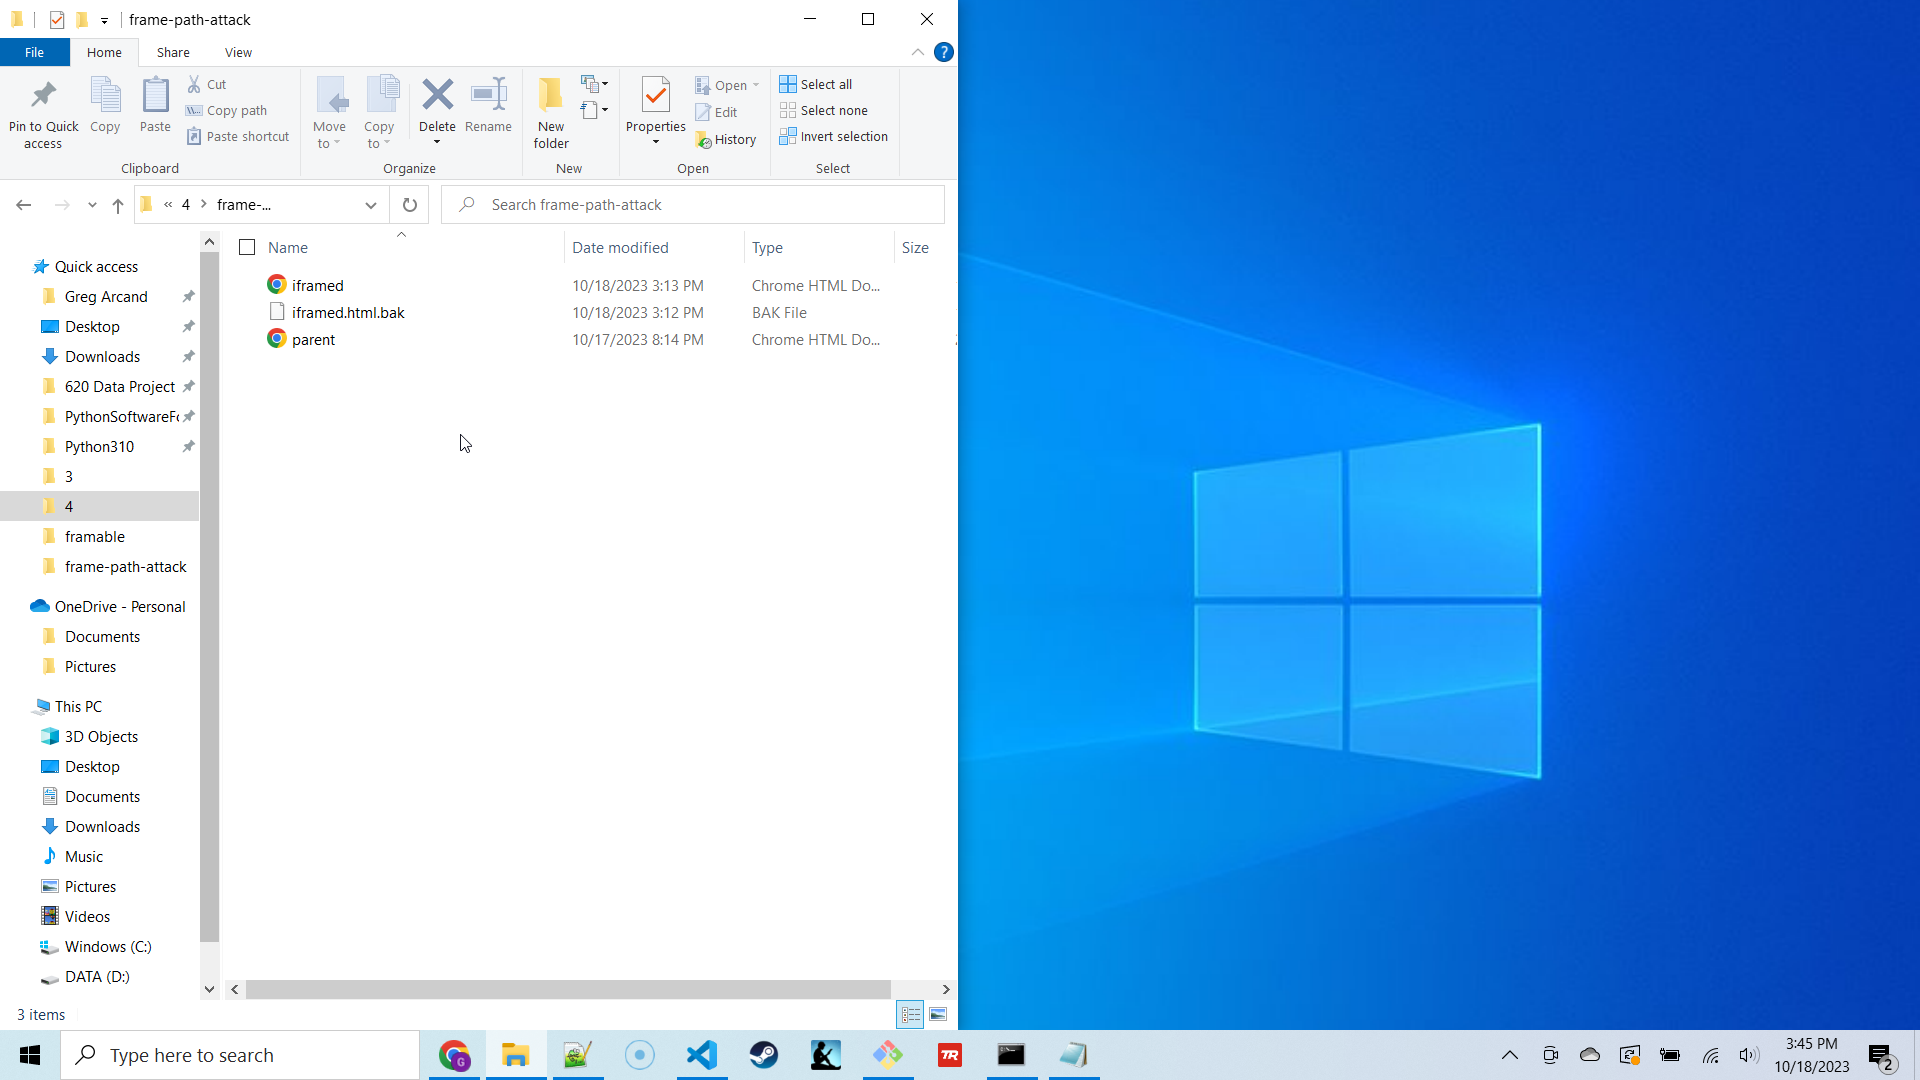 frame-path-attack
File
Home
Share
View
Pin to Quick access
Copy
Paste
Cut
Copy path
Paste shortcut
Clipboard
Move to
Copy to
Delete
Rename
Organize
New folder
New
Properties
Open
Edit
History
Open
Select all
Select none
Invert selection
Select
« 4 > frame-...
Search frame-path-attack
Name
Date modified
Type
Size
iframed 10/18/2023 3:13 PM Chrome HTML Do...
iframed.html.bak 10/18/2023 3:12 PM BAK File
parent 10/17/2023 8:14 PM Chrome HTML Do...
Quick access
Greg Arcand
Desktop
Downloads
620 Data Project
PythonSoftwareFo
Python310
3
4
framable
frame-path-attack
OneDrive - Personal
Documents
Pictures
This PC
3D Objects
Desktop
Documents
Downloads
Music
Pictures
Videos
Windows (C:)
DATA (D:)
3 items
Type here to search
G
TR
3:45 PM
10/18/2023
2